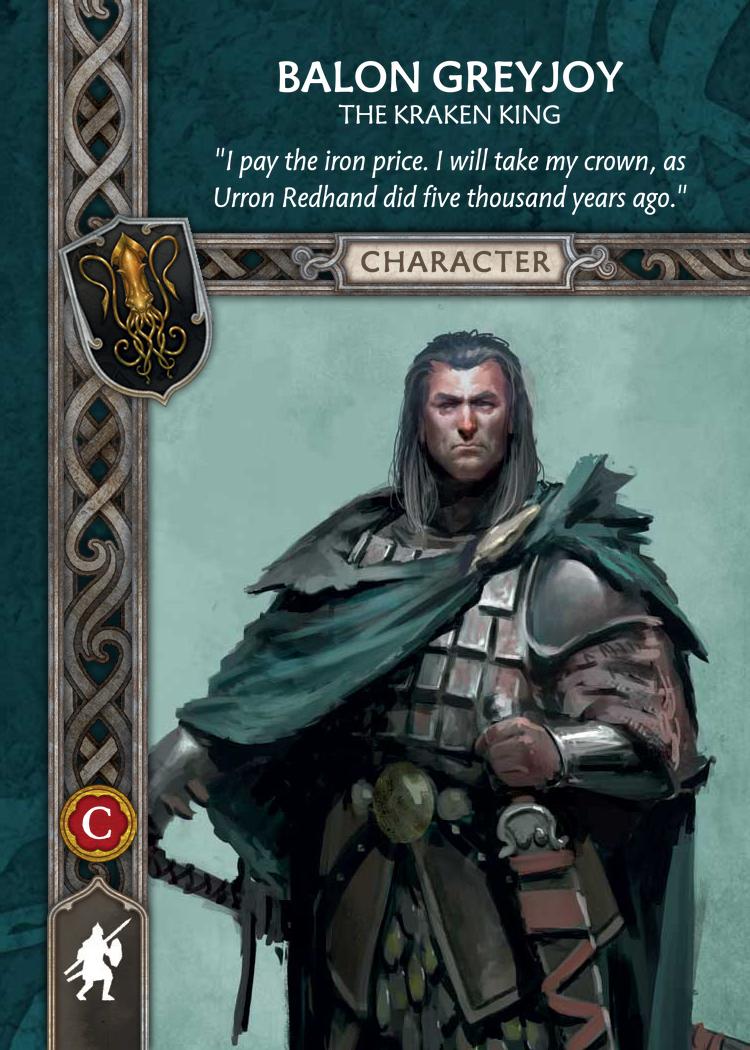 BALON GREYJOY
THE KRAKEN KING
"I pay the iron price. I will take my crown, as
Urron Redhand did five thousand years ago."
CHARACTER
C